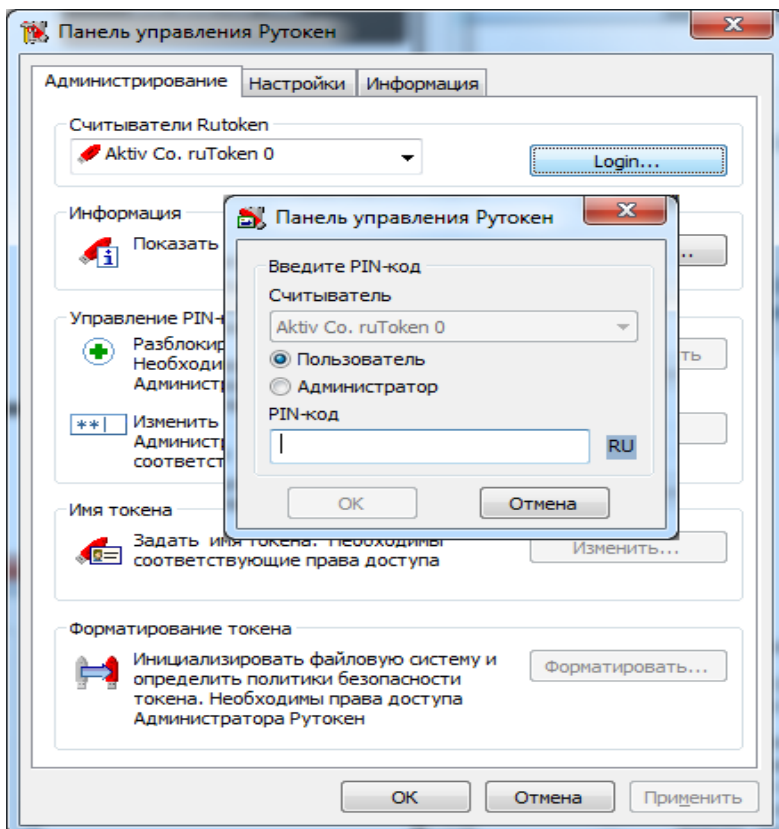 Панель управления Рутокен
Администрирование Настройки Информация
Считыватели Rutoken
Aktiv Co. ruToken 0
Login...
Информация
Показать
..
Панель управления Рутокен
Введите PIN-код
Считыватель
Aktiv Co. ruToken 0
Пользователь
Администратор
PIN-код
RU
OK
Отмена
Управление PIN-
Разблокир
Необходи
Админист
ть
**|
Изменить
Админист
соответст
Имя токена
Задать имя токена. Необходимы
соответствующие права доступа
Изменить...
Форматирование токена
Инициализировать файловую систему и
определить политики безопасности
токена. Необходимы права доступа
Администратора Рутокен
Форматировать...
OK
Отмена
Применить